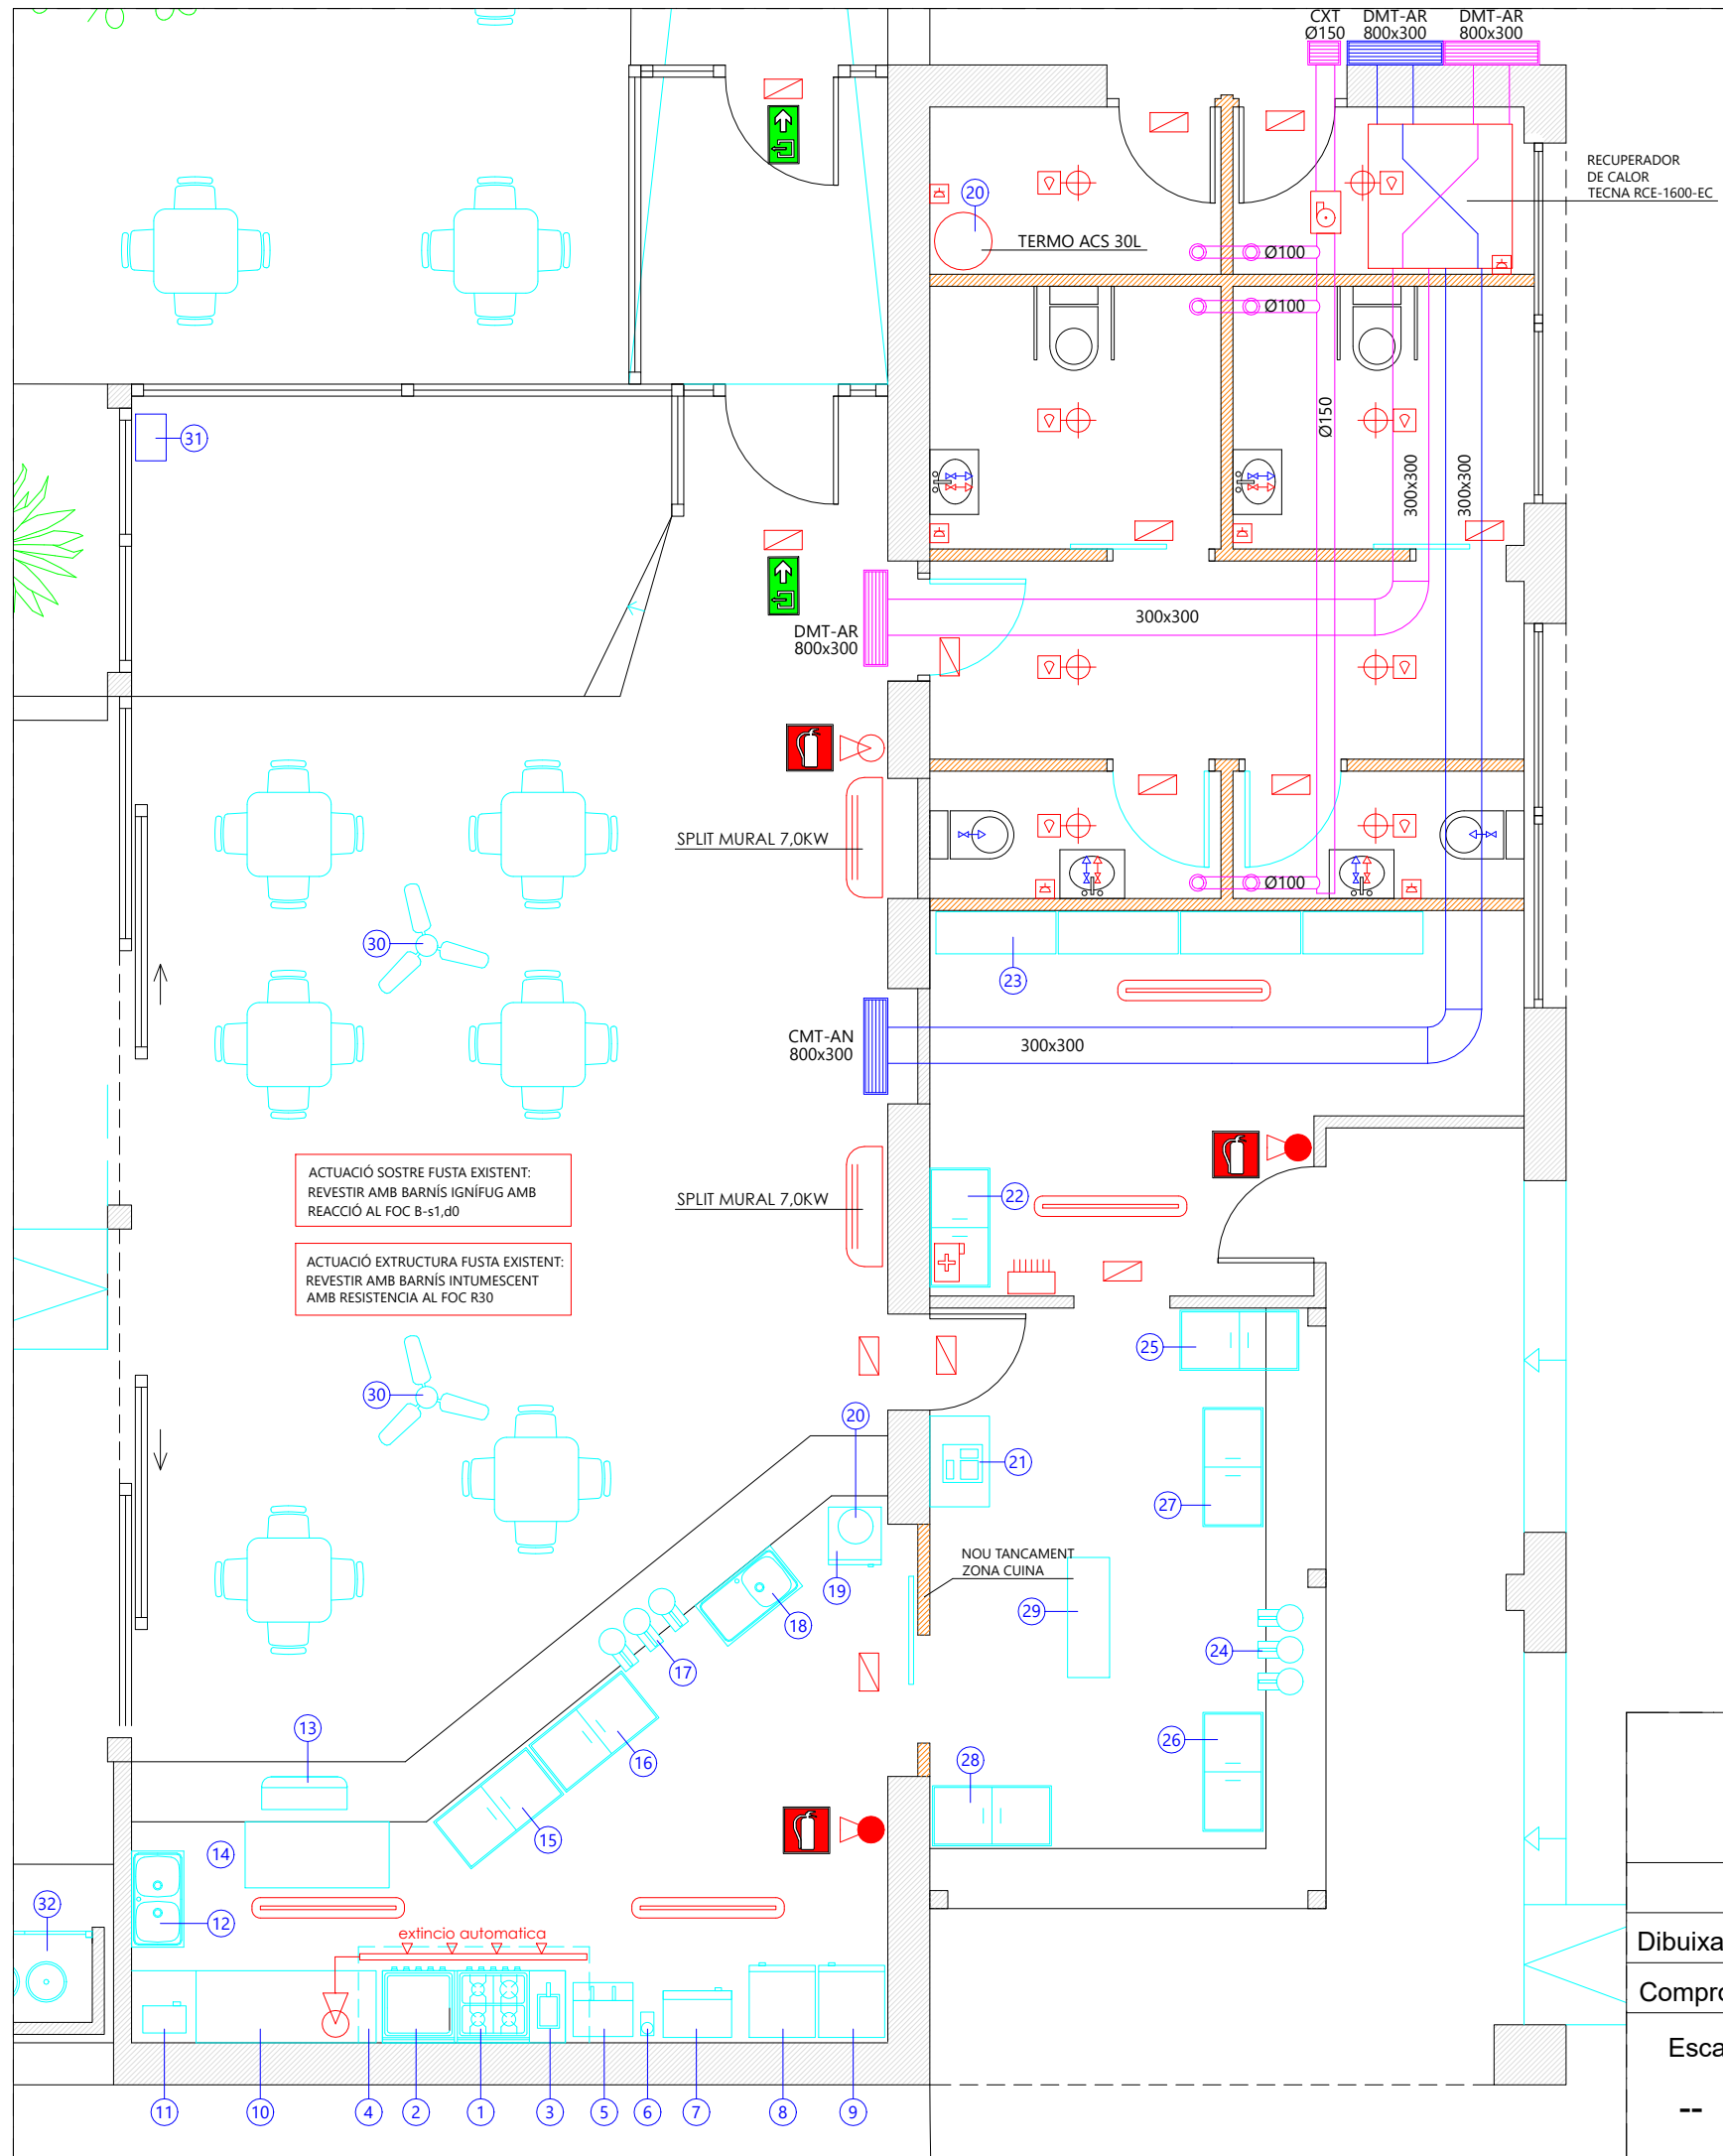 CXT
Ø150
DMT-AR
800x300
DMT-AR
800x300
RECUPERADOR
DE CALOR
TECNA RCE-1600-EC
20
TERMO ACS 30L
Ø100
Ø100
Ø150
300x300
300x300
31
300x300
DMT-AR
800x300
SPLIT MURAL 7,0KW
Ø100
30
23
CMT-AN
800x300
300x300
ACTUACIÓ SOSTRE FUSTA EXISTENT:
REVESTIR AMB BARNÍS IGNÍFUG AMB
REACCIÓ AL FOC B-s1,d0
SPLIT MURAL 7,0KW
22
ACTUACIÓ EXTRUCTURA FUSTA EXISTENT:
REVESTIR AMB BARNÍS INTUMESCENT
AMB RESISTENCIA AL FOC R30
25
30
20
21
27
NOU TANCAMENT
ZONA CUINA
19
29
18
24
17
13
16
26
28
15
14
32
12
extincio automatica
Dibuixa
Compro
Esca
--
11
10
4
2
1
3
5
6
7
8
9